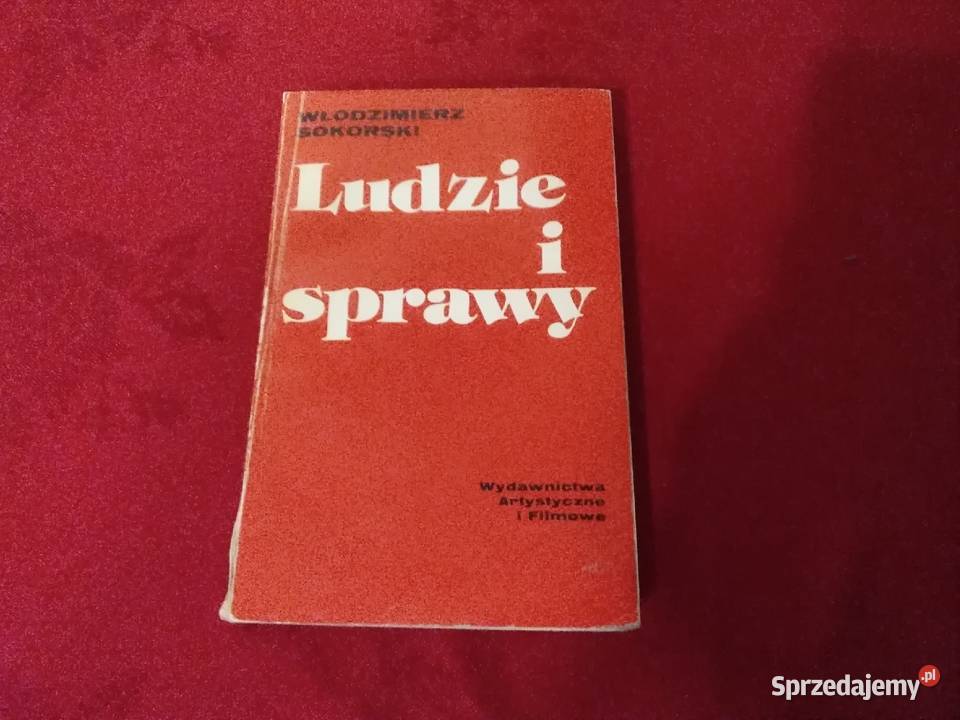 WŁODZIMIERZ
SOKORSKI
Ludzie
i
sprawy
Wydawnictwa
Artystyczne
i Filmowe
Sprzedajemy.pl